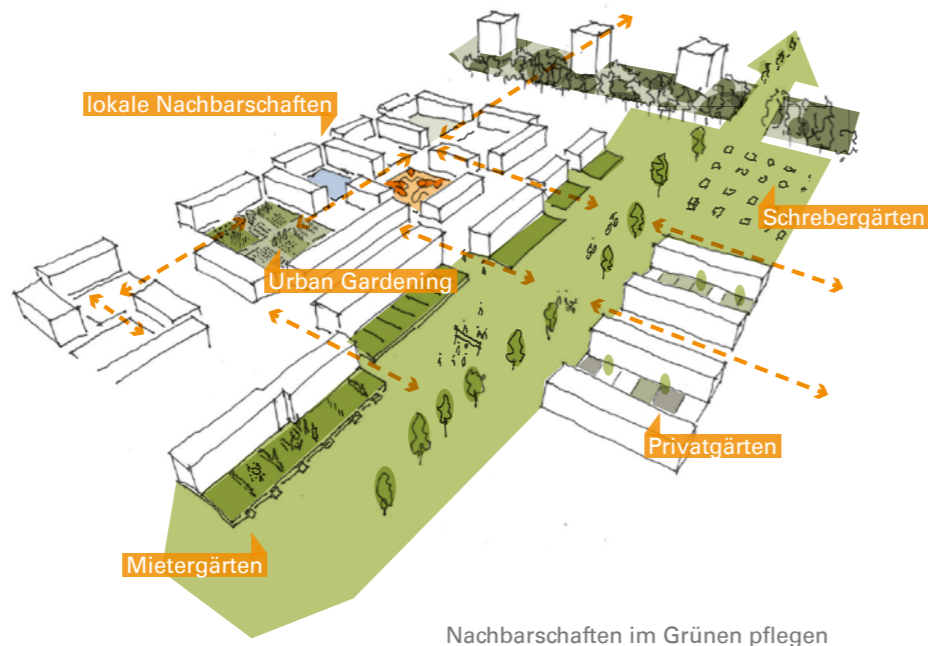 lokale Nachbarschaften
Schrebergärten
Urban Gardening
Privatgärten
Mietergärten
Nachbarschaften im Grünen pflegen